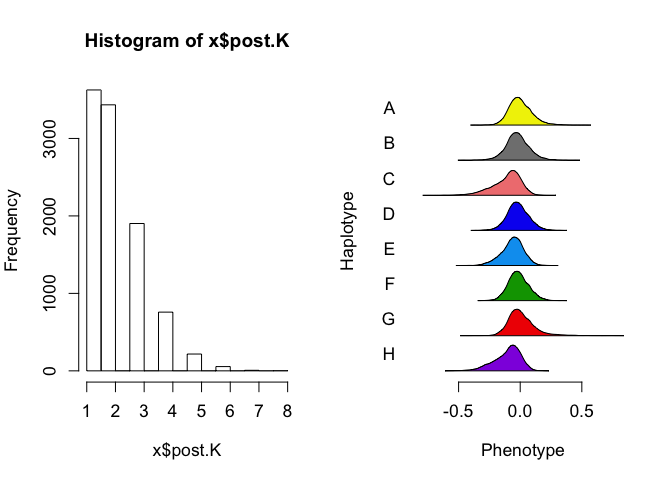 Histogram of x$post.K
Frequency
0
1000
2000
3000
1 2 3 4 5 6 7 8
x$post.K
Haplotype
A
B
C
D
E
F
G
H
-0.5 0.0 0.5
Phenotype